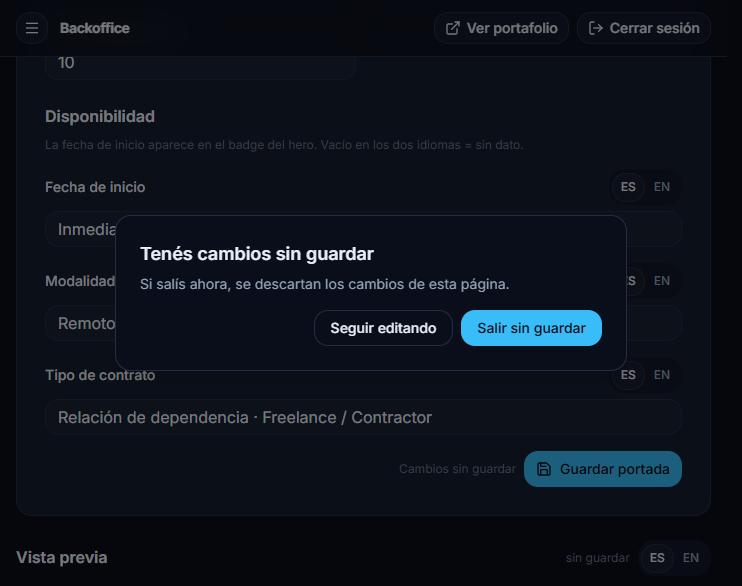 Backoffice
Ver portafolio
Cerrar sesión
10
Disponibilidad
La fecha de inicio aparece en el badge del hero. Vacío en los dos idiomas = sin dato.
Fecha de inicio
ES EN
Inmedia
Tenés cambios sin guardar
Si salís ahora, se descartan los cambios de esta página.
Modalidad
ES EN
Remoto
Seguir editando
Salir sin guardar
Tipo de contrato
ES EN
Relación de dependencia · Freelance / Contractor
Cambios sin guardar
Guardar portada
Vista previa
sin guardar
ES EN